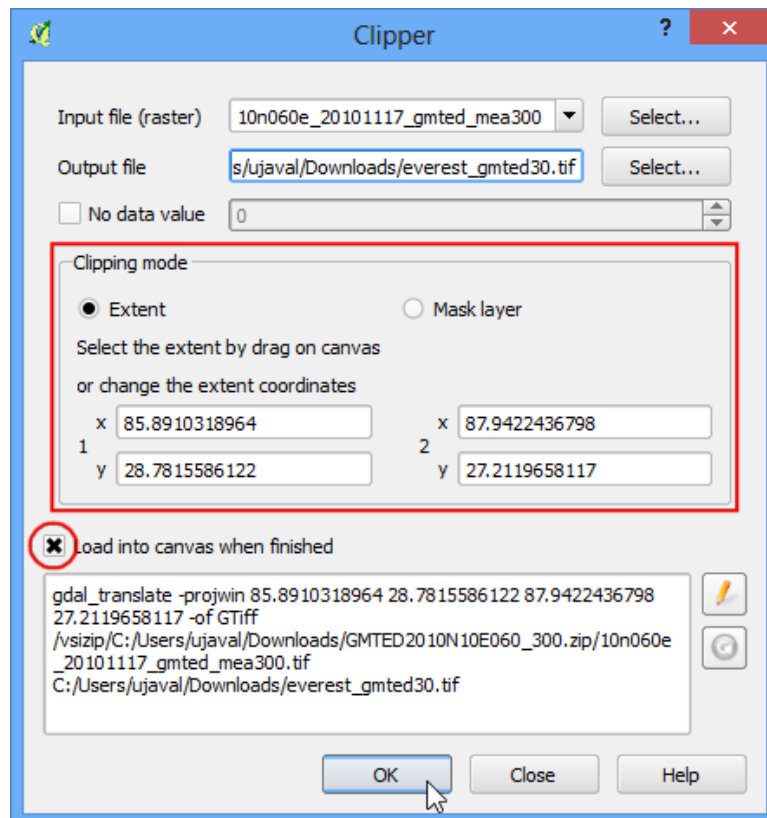 Clipper ? ×
Input file (raster) 10n060e_20101117_gmted_mea300 Select...
Output file s/ujaval/Downloads/everest_gmted30.tif Select...
No data value 0
Clipping mode
Extent Mask layer
Select the extent by drag on canvas
or change the extent coordinates
x 85.8910318964 x 87.9422436798
1 2
y 28.7815586122 y 27.2119658117
Load into canvas when finished
gdal_translate -projwin 85.8910318964 28.7815586122 87.9422436798
27.2119658117 -of GTiff
/vsizip/C:/Users/ujaval/Downloads/GMTED2010N10E060_300.zip/10n060e
_20101117_gmted_mea300.tif
C:/Users/ujaval/Downloads/everest_gmted30.tif
OK Close Help